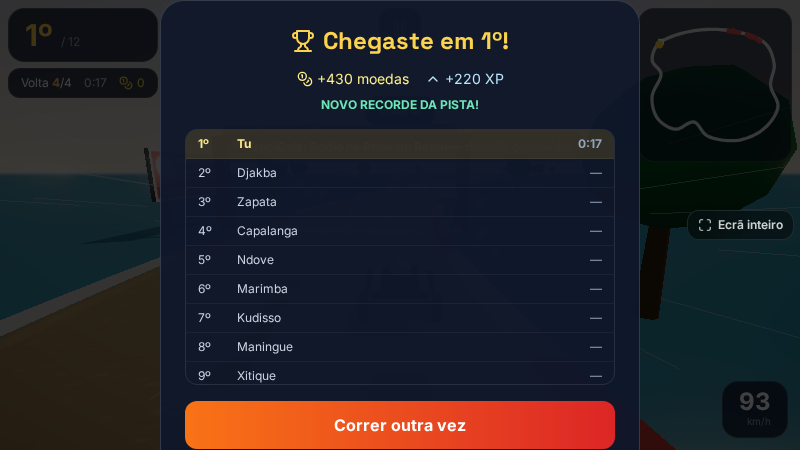 1º / 12
Volta 4/4 0:17 0
Chegaste em 1º!
+430 moedas +220 XP
NOVO RECORDE DA PISTA!
1º Tu 0:17
2º Djakba —
3º Zapata —
4º Capalanga —
5º Ndove —
6º Marimba —
7º Kudisso —
8º Maningue —
9º Xitique —
Correr outra vez
Ecrã inteiro
93
km/h